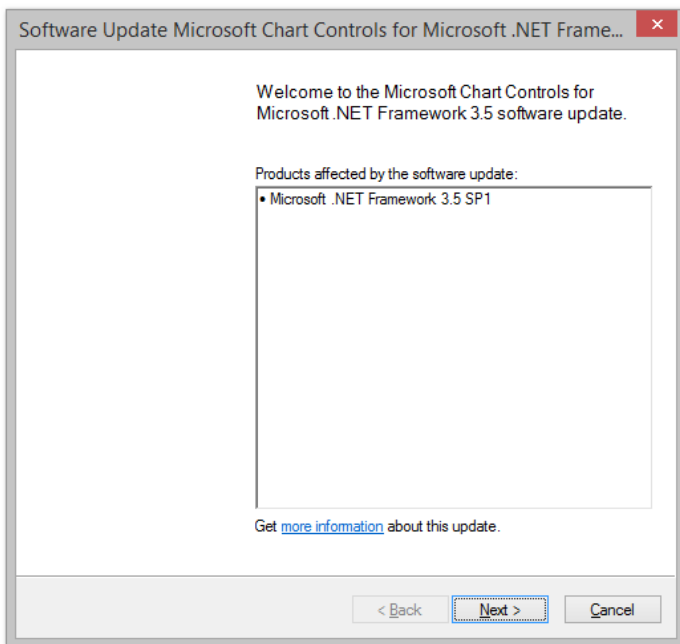 Software Update Microsoft Chart Controls for Microsoft .NET Frame...
Welcome to the Microsoft Chart Controls for
Microsoft .NET Framework 3.5 software update.
Products affected by the software update:
• Microsoft .NET Framework 3.5 SP1
Get more information about this update.
< Back Next > Cancel